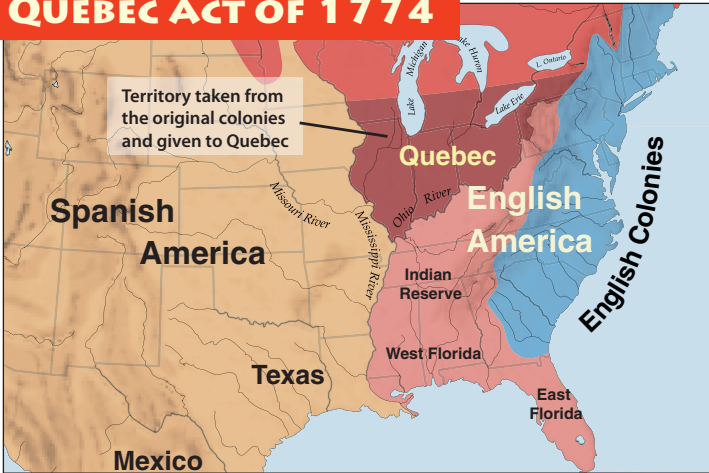 QUEBEC ACT OF 1774
Lake Michigan
Lake Huron
L. Ontario
Lake Erie
Territory taken from
the original colonies
and given to Quebec
Quebec
Ohio River
English
America
English Colonies
Spanish
America
Missouri River
Mississippi River
Indian
Reserve
West Florida
Texas
East
Florida
Mexico